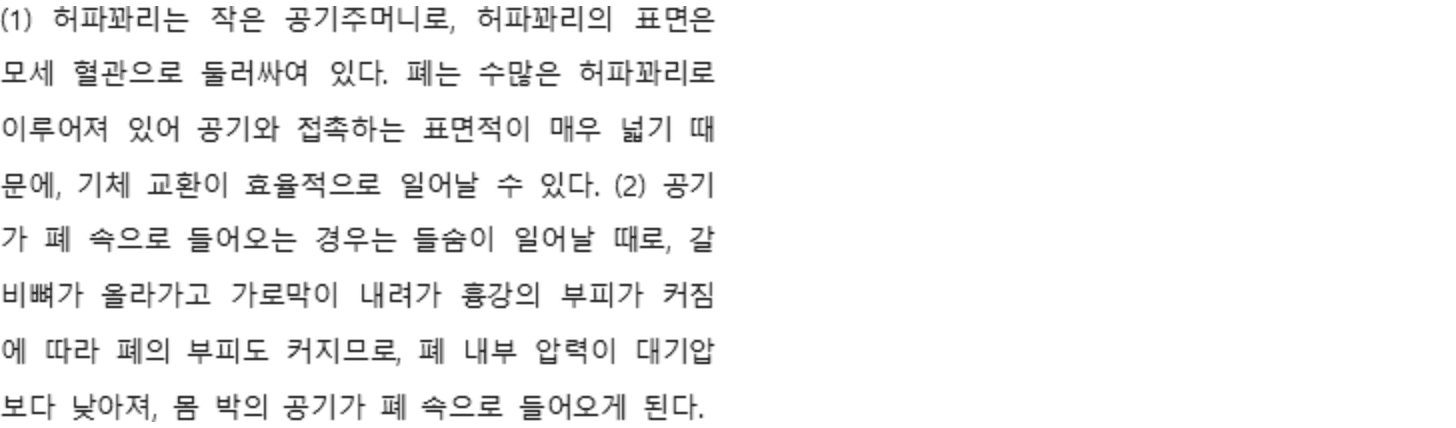 (1) 허파꽈리는 작은 공기주머니로, 허파꽈리의 표면은
모세 혈관으로 둘러싸여 있다. 폐는 수많은 허파꽈리로
이루어져 있어 공기와 접촉하는 표면적이 매우 넓기 때
문에, 기체 교환이 효율적으로 일어날 수 있다. (2) 공기
가 폐 속으로 들어오는 경우는 들숨이 일어날 때로, 갈
비뼈가 올라가고 가로막이 내려가 흉강의 부피가 커짐
에 따라 폐의 부피도 커지므로, 폐 내부 압력이 대기압
보다 낮아져, 몸 박의 공기가 폐 속으로 들어오게 된다.